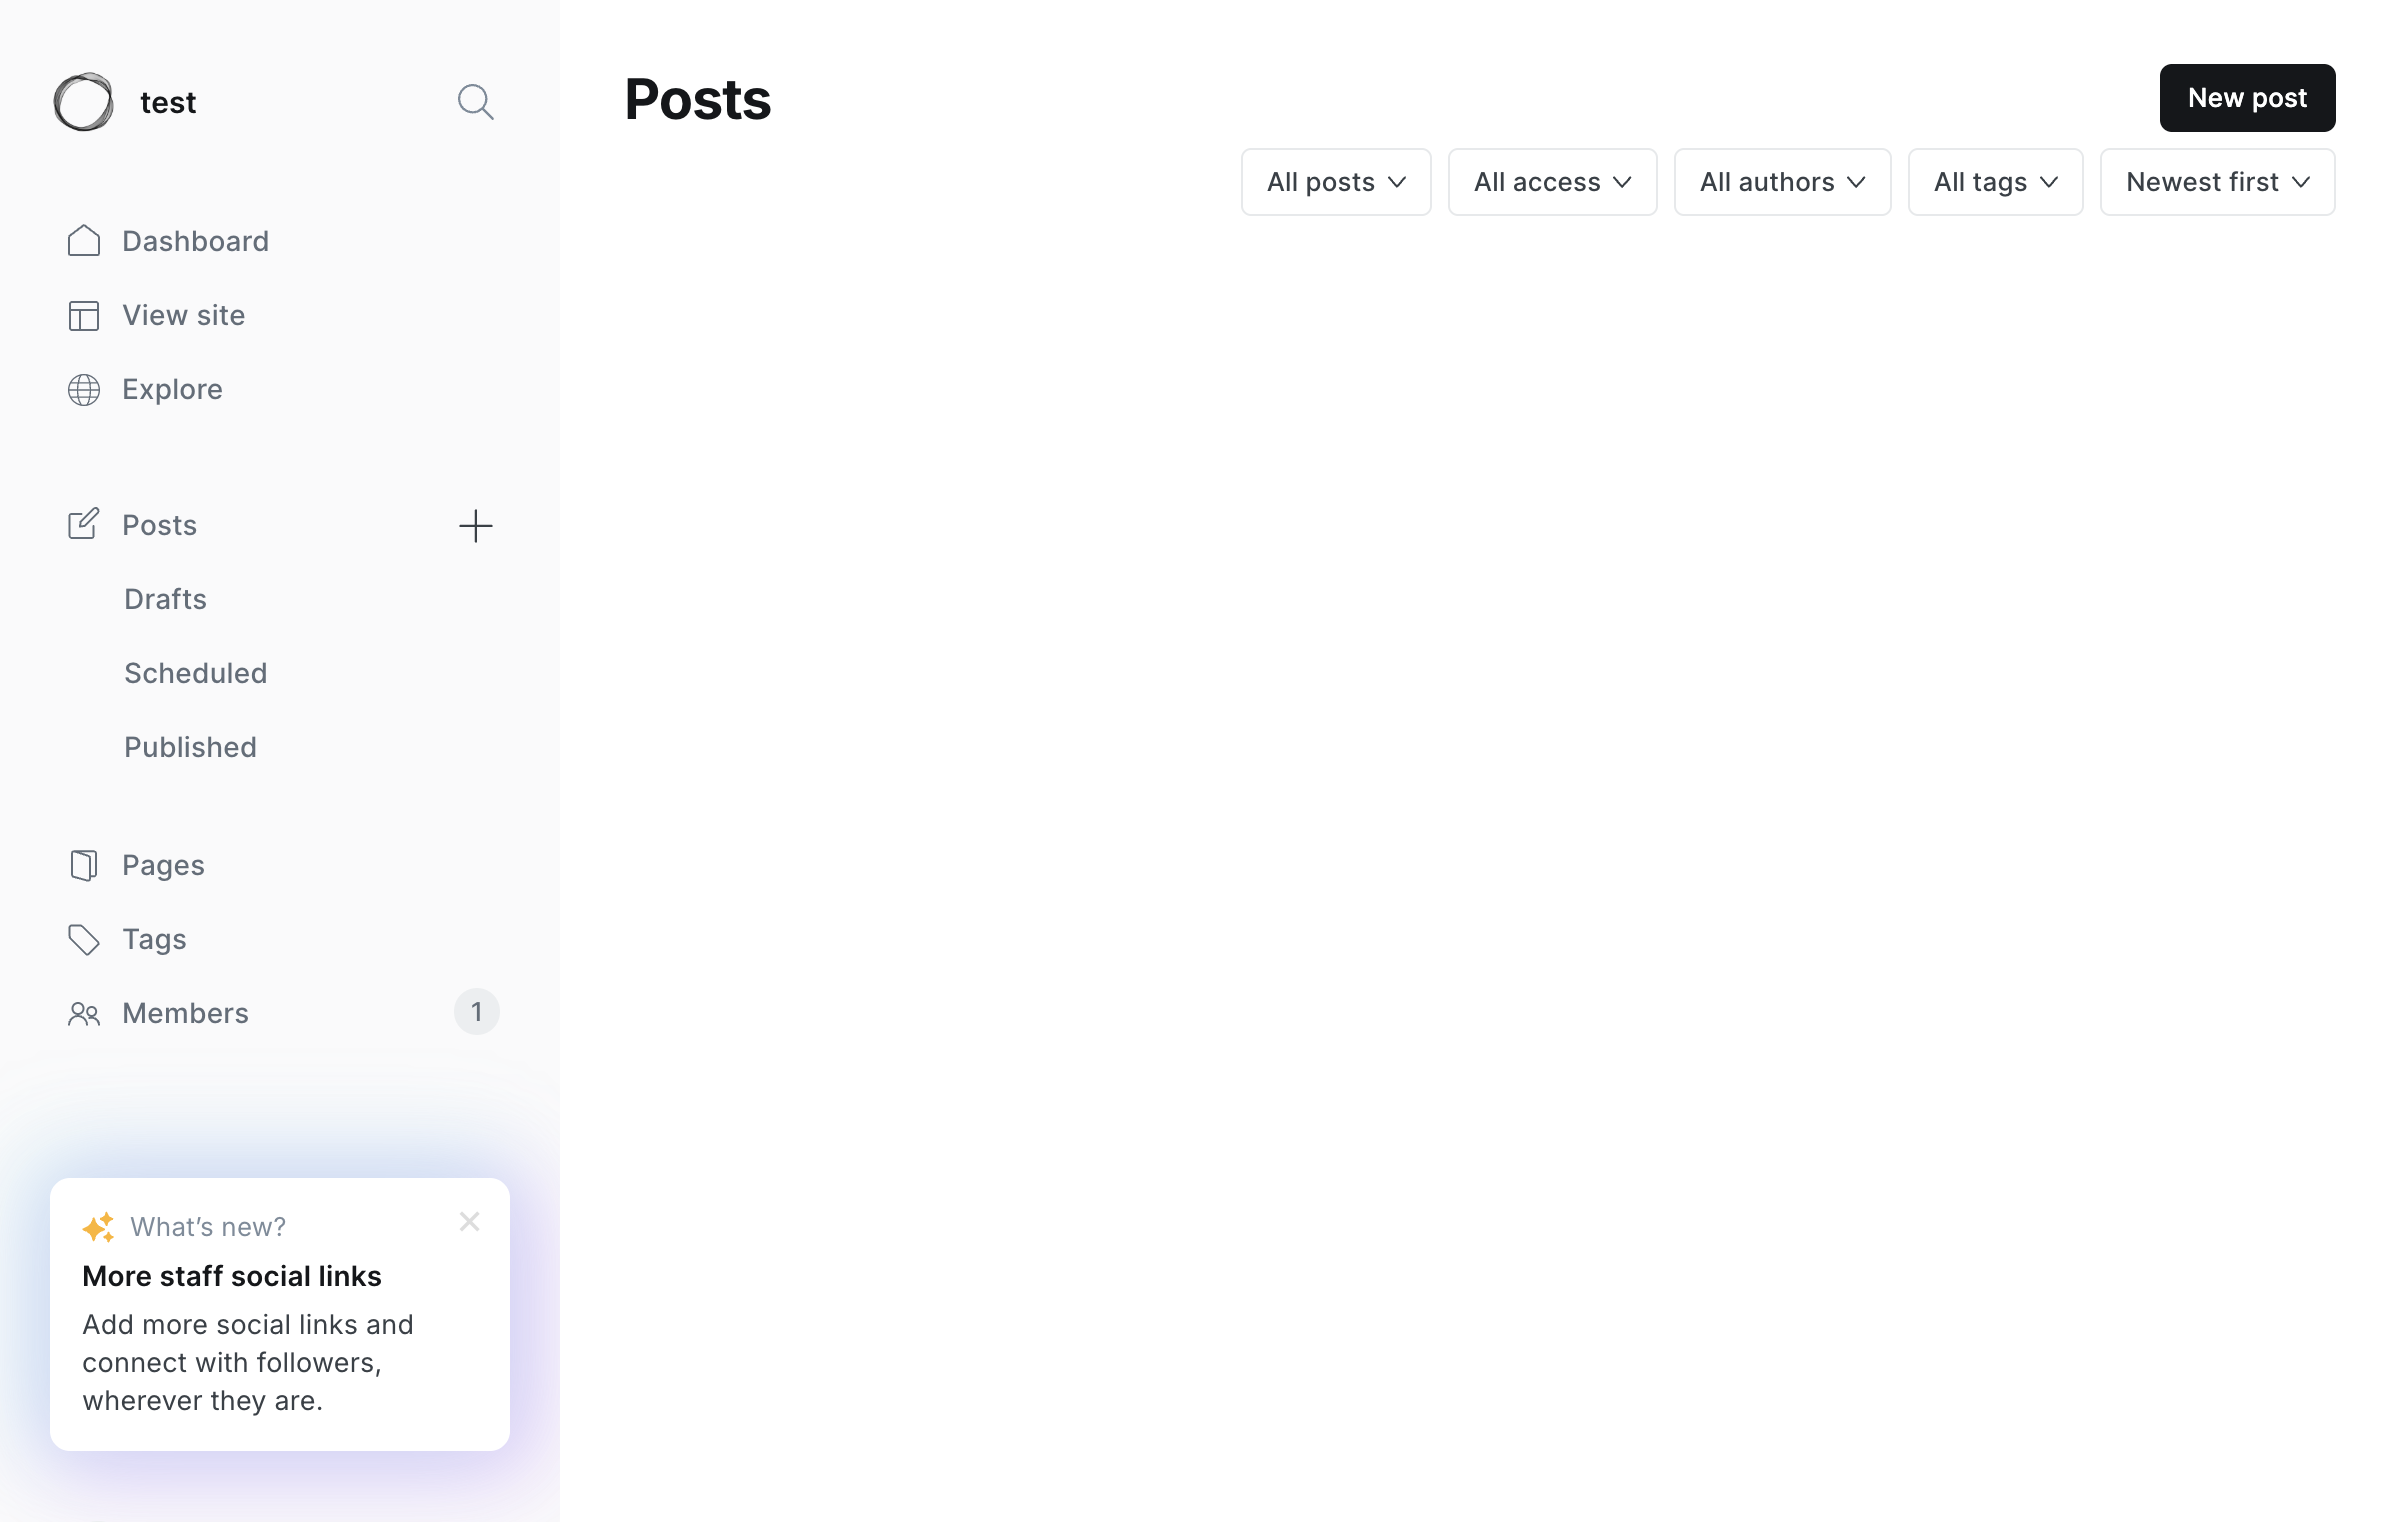 test
Dashboard
View site
Explore
Posts
Drafts
Scheduled
Published
Pages
Tags
Members 1
What’s new?
More staff social links
Add more social links and
connect with followers,
wherever they are.
Posts
New post
All posts
All access
All authors
All tags
Newest first